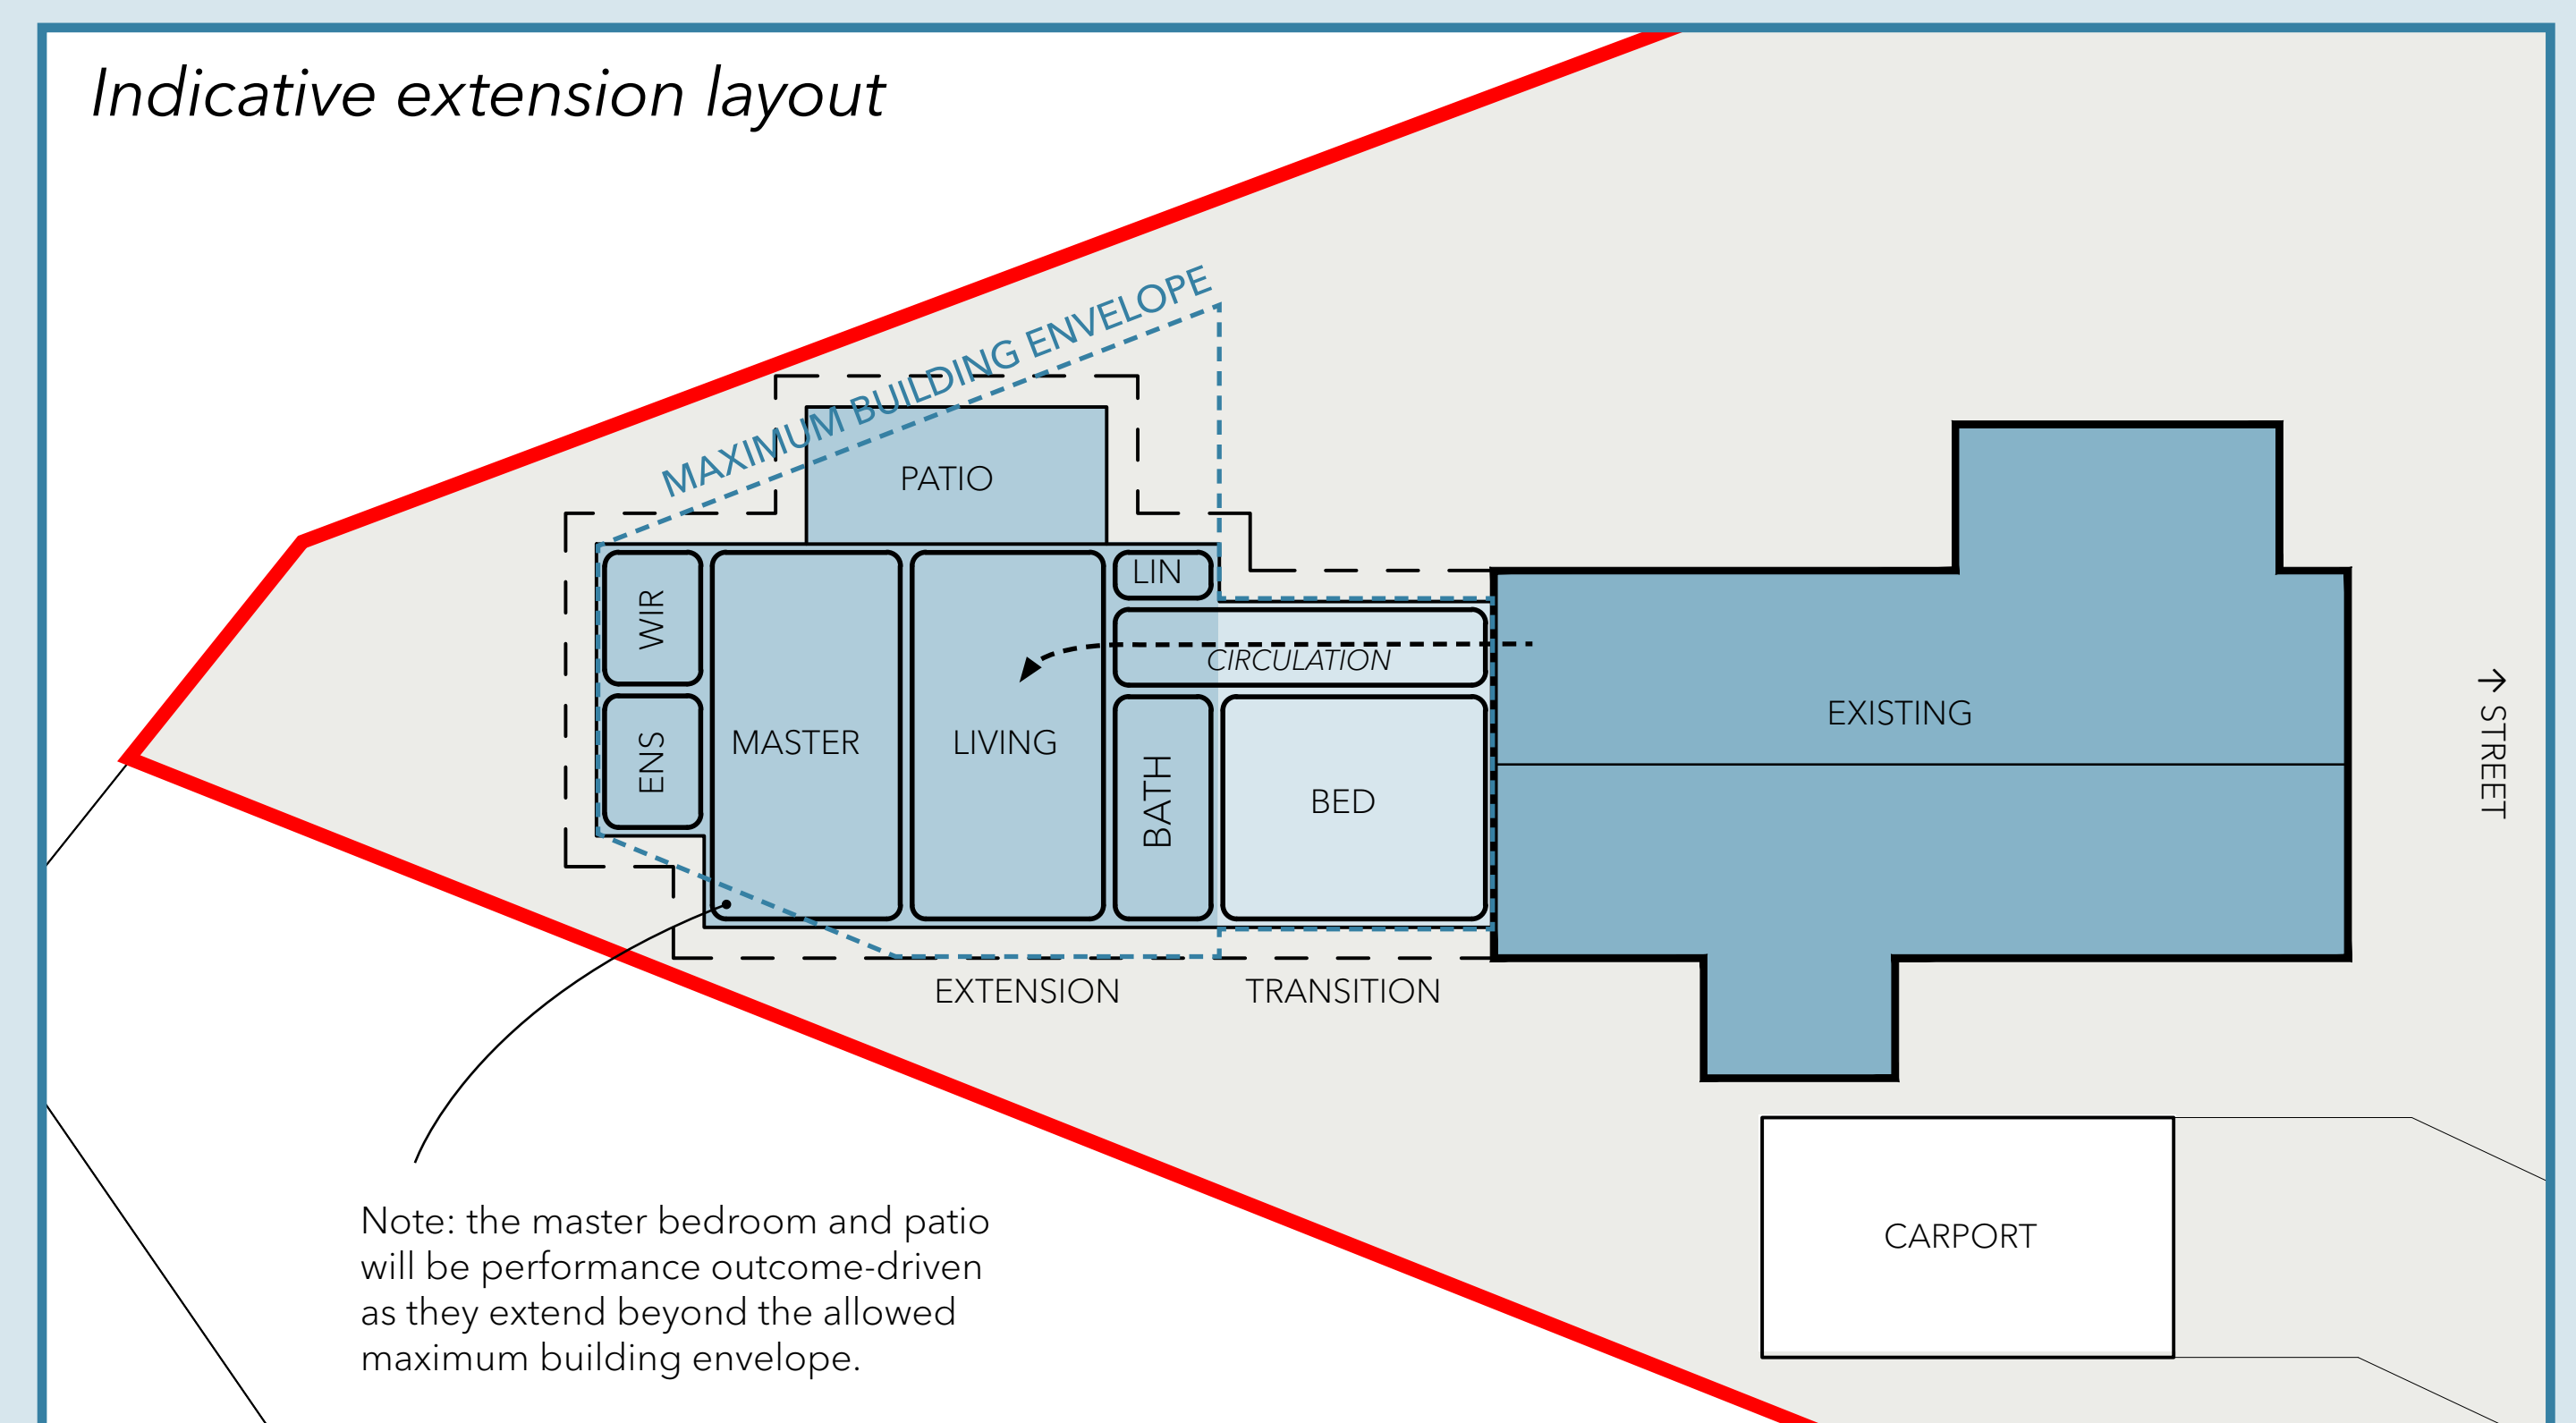 Indicative extension layout
MAXIMUM BUILDING ENVELOPE
PATIO
WIR
LIN
CIRCULATION
ENS
MASTER
LIVING
BATH
BED
EXISTING
→ STREET
EXTENSION
TRANSITION
CARPORT
Note: the master bedroom and patio
will be performance outcome-driven
as they extend beyond the allowed
maximum building envelope.